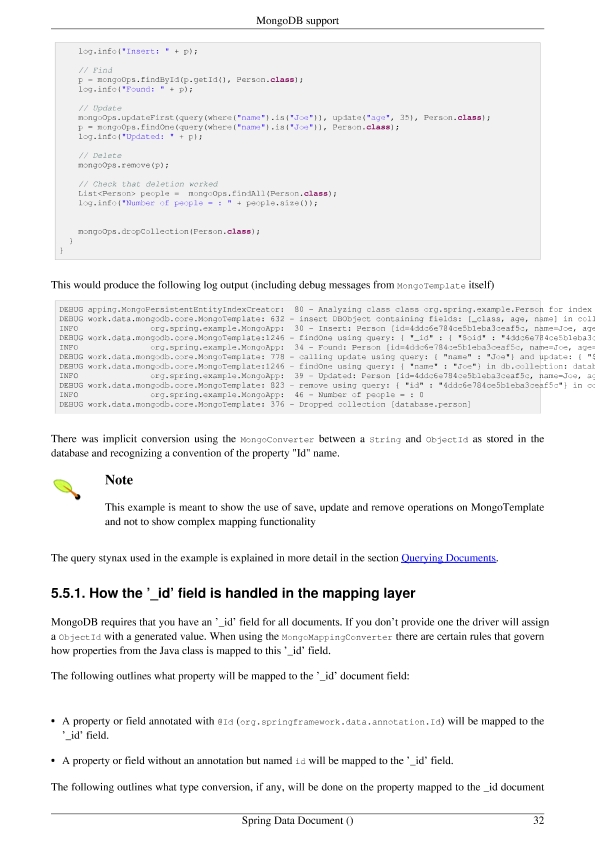 MongoDB support
log.info("Insert: " + p);
// Find
p = mongoOps.findById(p.getId(), Person.class);
log.info("Found: " + p);
// Update
mongoOps.updateFirst(query(where("name").is("Joe")), update("age", 35), Person.class);
p = mongoOps.findOne(query(where("name").is("Joe")), Person.class);
log.info("Updated: " + p);
// Delete
mongoOps.remove(p);
// Check that deletion worked
List<Person> people =  mongoOps.findAll(Person.class);
log.info("Number of people = : " + people.size());
mongoOps.dropCollection(Person.class);
}
}
This would produce the following log output (including debug messages from MongoTemplate itself)
DEBUG apping.MongoPersistentEntityIndexCreator:  80 - Analyzing class class org.spring.example.Person for index
DEBUG work.data.mongodb.core.MongoTemplate: 632 - insert DBObject containing fields: [_class, age, name] in coll
INFO               org.spring.example.MongoApp:  30 - Insert: Person [id=4ddc6e784ce5b1eba3ceaf5c, name=Joe, age
DEBUG work.data.mongodb.core.MongoTemplate:1246 - findOne using query: { "_id" : { "$oid" : "4ddc6e784ce5b1eba3c
INFO               org.spring.example.MongoApp:  34 - Found: Person [id=4ddc6e784ce5b1eba3ceaf5c, name=Joe, age=
DEBUG work.data.mongodb.core.MongoTemplate: 778 - calling update using query: { "name" : "Joe"} and update: { "$
DEBUG work.data.mongodb.core.MongoTemplate:1246 - findOne using query: { "name" : "Joe"} in db.collection: datab
INFO               org.spring.example.MongoApp:  39 - Updated: Person [id=4ddc6e784ce5b1eba3ceaf5c, name=Joe, ag
DEBUG work.data.mongodb.core.MongoTemplate: 823 - remove using query: { "id" : "4ddc6e784ce5b1eba3ceaf5c"} in co
INFO               org.spring.example.MongoApp:  46 - Number of people = : 0
DEBUG work.data.mongodb.core.MongoTemplate: 376 - Dropped collection [database.person]
There was implicit conversion using the MongoConverter between a String and ObjectId as stored in the
database and recognizing a convention of the property "Id" name.
Note
This example is meant to show the use of save, update and remove operations on MongoTemplate
and not to show complex mapping functionality
The query stynax used in the example is explained in more detail in the section Querying Documents.
5.5.1. How the '_id' field is handled in the mapping layer
MongoDB requires that you have an '_id' field for all documents. If you don't provide one the driver will assign
a ObjectId with a generated value. When using the MongoMappingConverter there are certain rules that govern
how properties from the Java class is mapped to this '_id' field.
The following outlines what property will be mapped to the '_id' document field:
• A property or field annotated with @Id (org.springframework.data.annotation.Id) will be mapped to the
'_id' field.
• A property or field without an annotation but named id will be mapped to the '_id' field.
The following outlines what type conversion, if any, will be done on the property mapped to the _id document
Spring Data Document ()
32